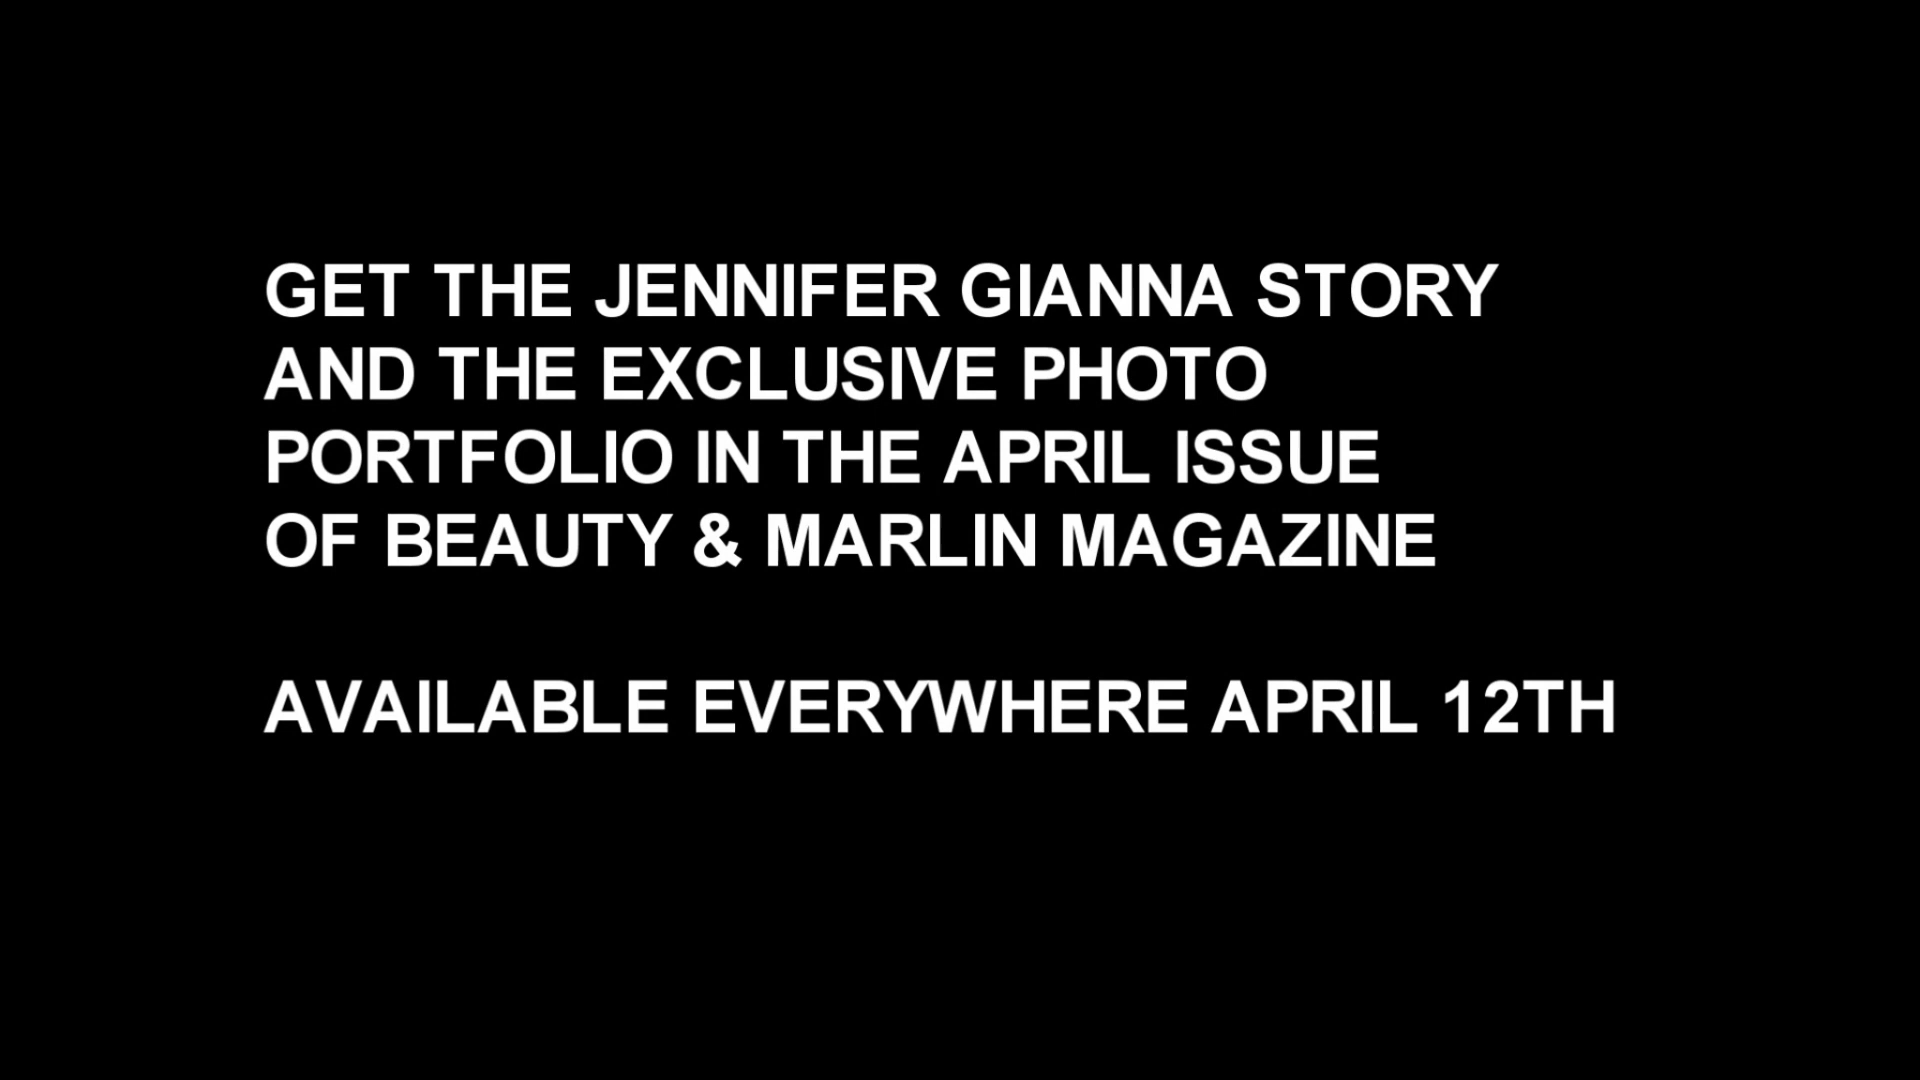 GET THE JENNIFER GIANNA STORY
AND THE EXCLUSIVE PHOTO
PORTFOLIO IN THE APRIL ISSUE
OF BEAUTY & MARLIN MAGAZINE
AVAILABLE EVERYWHERE APRIL 12TH